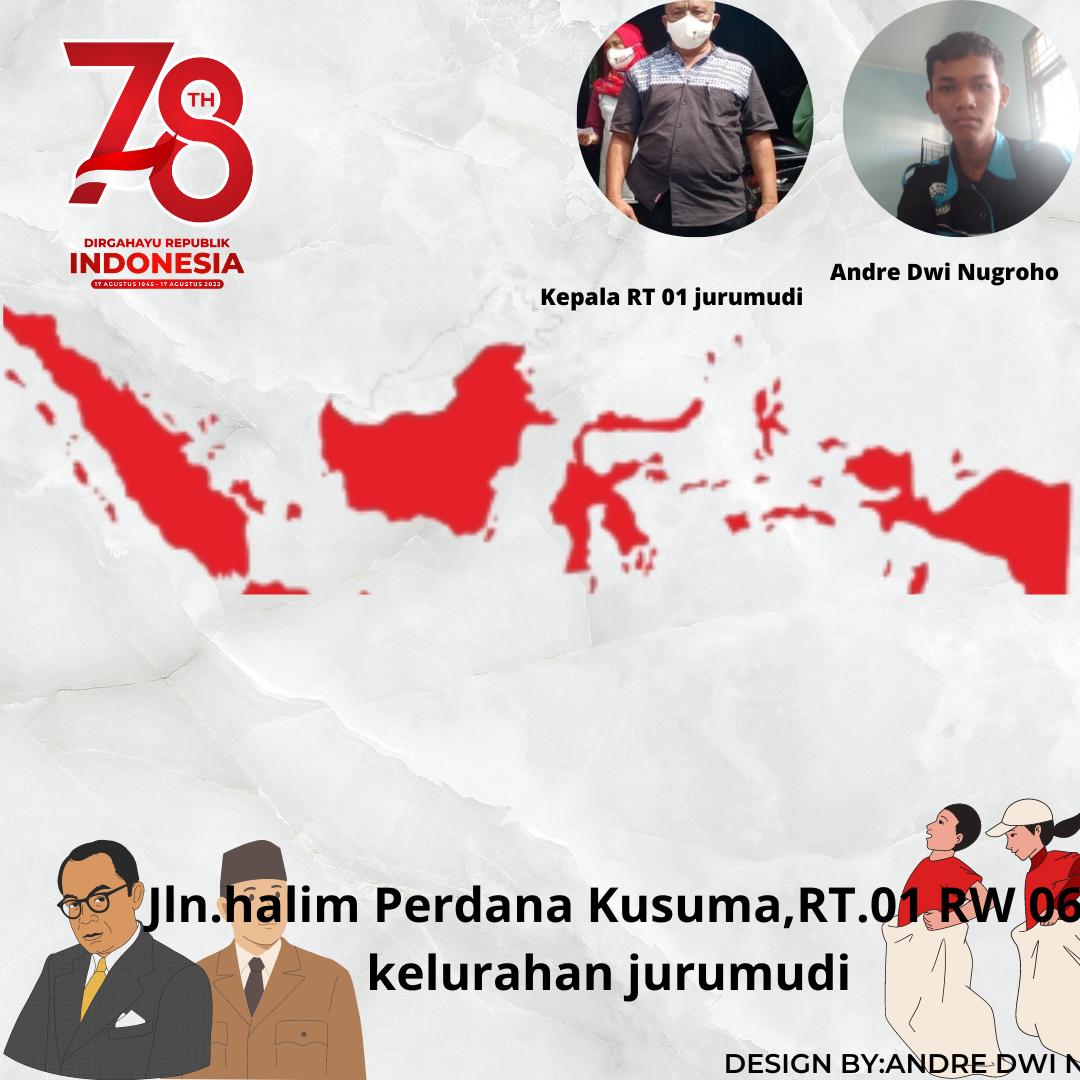 78
TH
DIRGAHAYU REPUBLIK
INDONESIA
17 AGUSTUS 1945 - 17 AGUSTUS 2022
Andre Dwi Nugroho
Kepala RT 01 jurumudi
Jln.halim Perdana Kusuma,RT.01 RW 06
kelurahan jurumudi
DESIGN BY:ANDRE DWI N